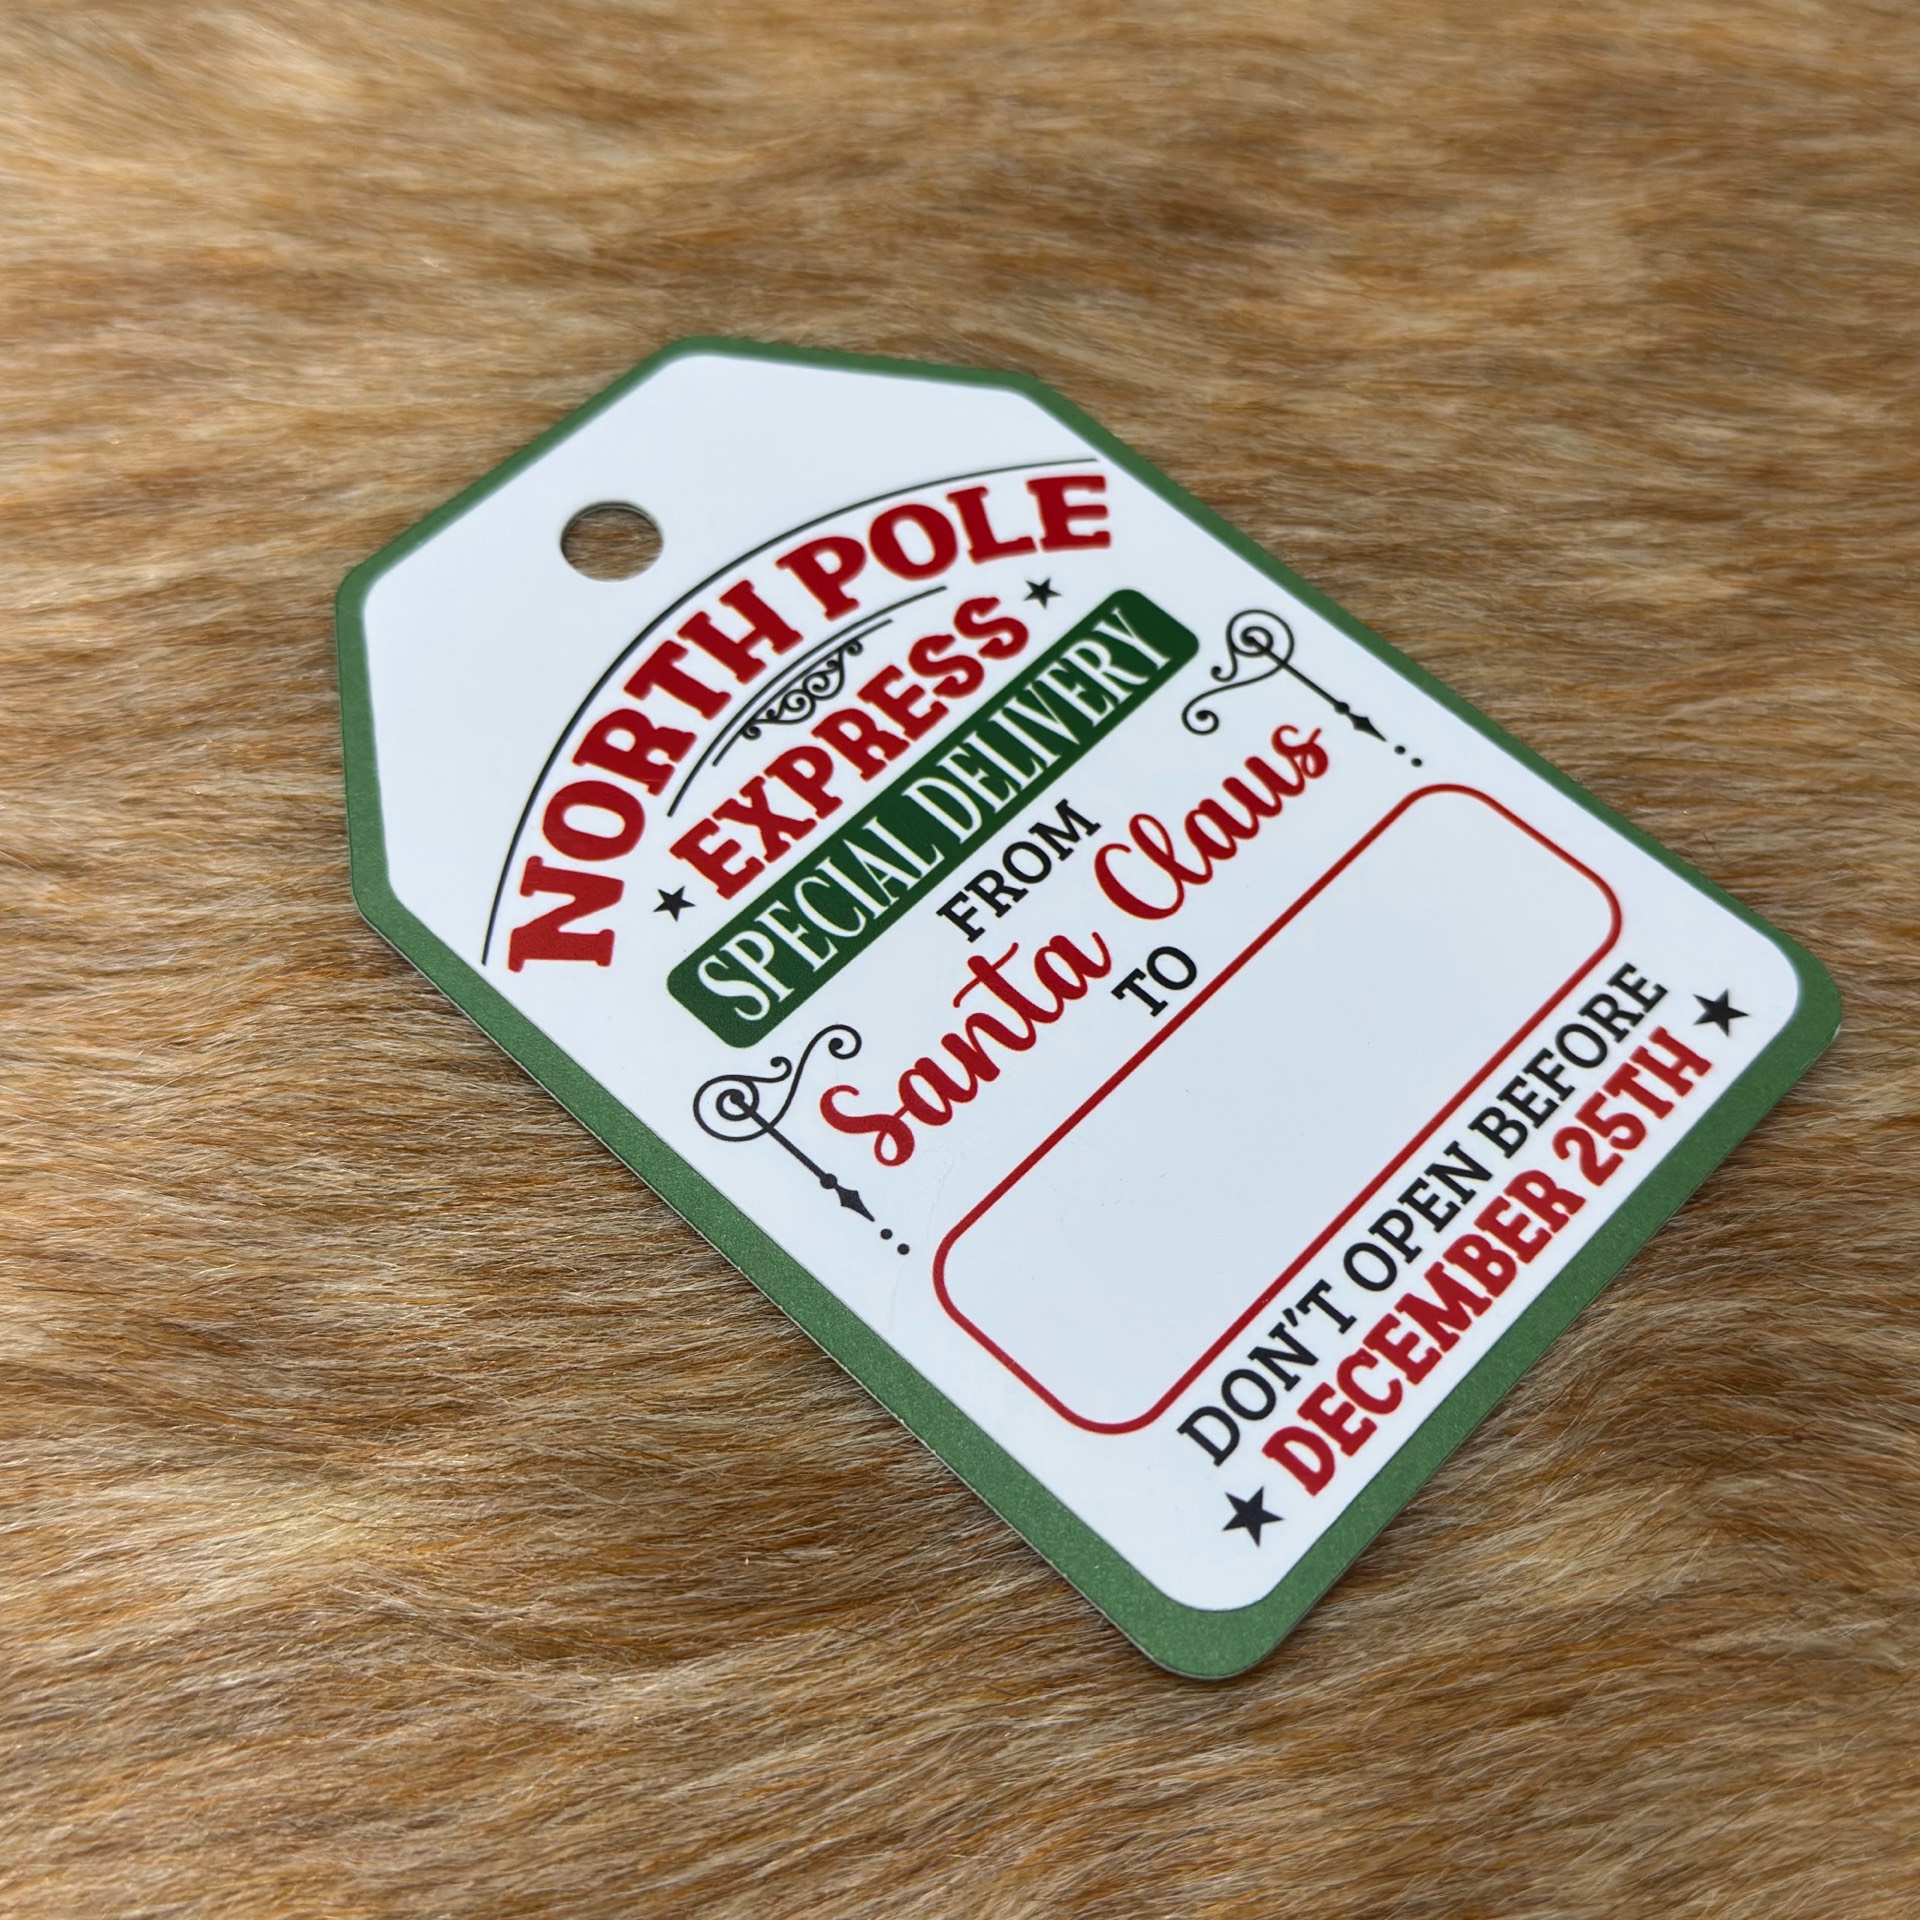 NORTH POLE
EXPRESS
SPECIAL DELIVERY
FROM
Santa Claus
TO
DON'T OPEN BEFORE
DECEMBER 25TH